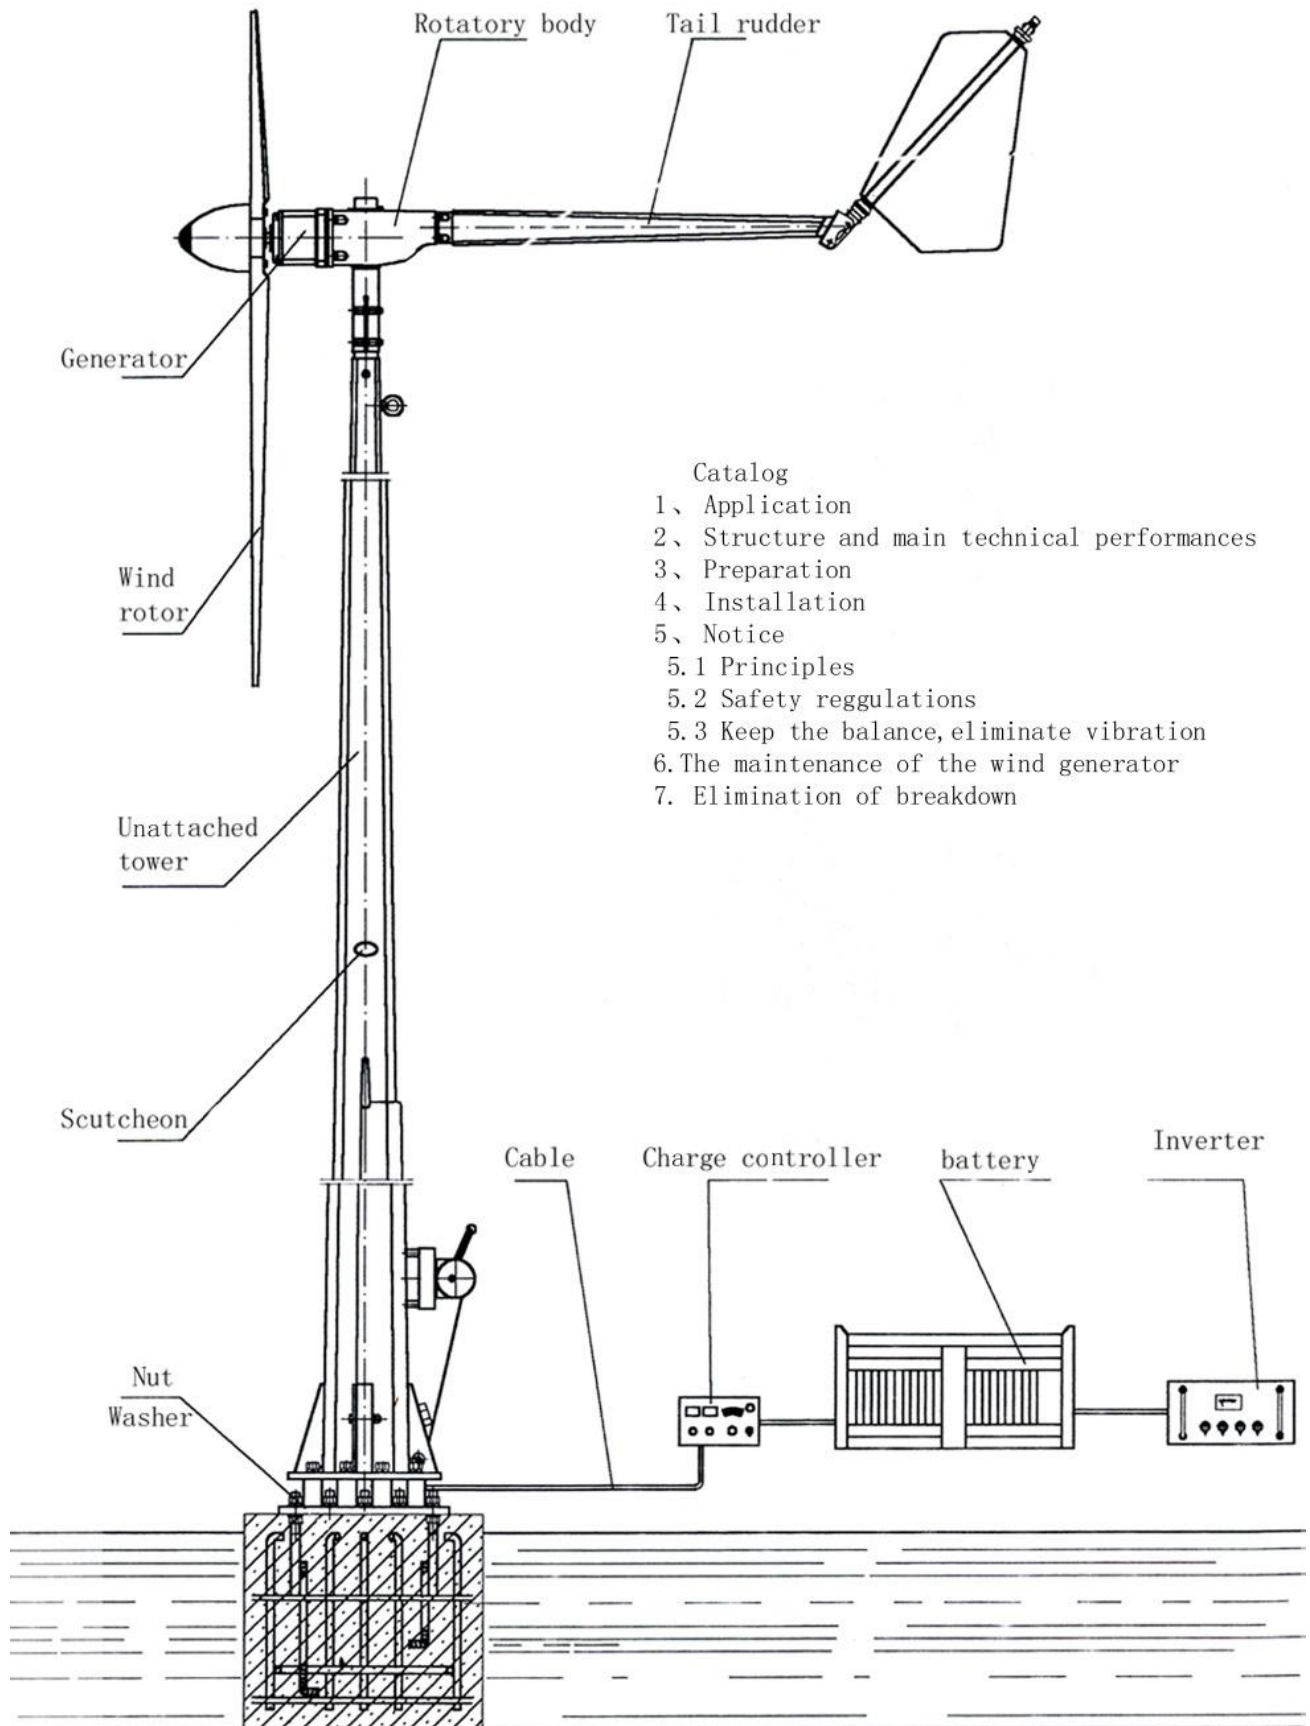 Rotatory body
Tail rudder
Generator
Catalog
1、 Application
2、 Structure and main technical performances
3、 Preparation
4、 Installation
5、 Notice
5.1 Principles
5.2 Safety reggulations
5.3 Keep the balance,eliminate vibration
6.The maintenance of the wind generator
7. Elimination of breakdown
Wind
rotor
Unattached
tower
Scutcheon
Cable
Charge controller
battery
Inverter
Nut
Washer